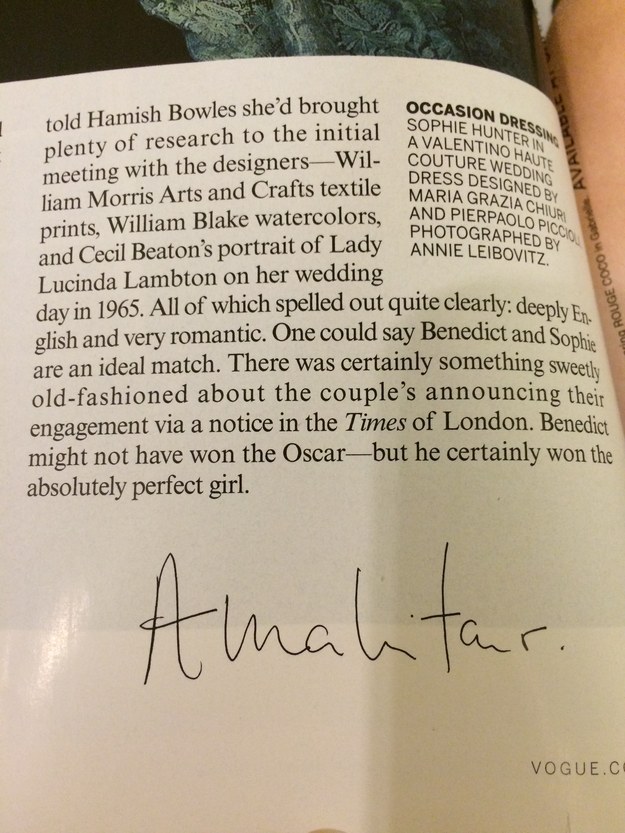 told Hamish Bowles she'd brought
plenty of research to the initial
meeting with the designers—Wil-
liam Morris Arts and Crafts textile
prints, William Blake watercolors,
and Cecil Beaton's portrait of Lady
Lucinda Lambton on her wedding
day in 1965. All of which spelled out quite clearly: deeply En-
glish and very romantic. One could say Benedict and Sophie
are an ideal match. There was certainly something sweetly
old-fashioned about the couple's announcing their
engagement via a notice in the Times of London. Benedict
might not have won the Oscar—but he certainly won the
absolutely perfect girl.
OCCASION DRESSING
SOPHIE HUNTER IN
A VALENTINO HAUTE
COUTURE WEDDING
DRESS DESIGNED BY
MARIA GRAZIA CHIURI
AND PIERPAOLO PICCIOLI
PHOTOGRAPHED BY
ANNIE LEIBOVITZ.
VOGUE.CO
AVAILABLE
ROUGE COCO in Gabrielle.